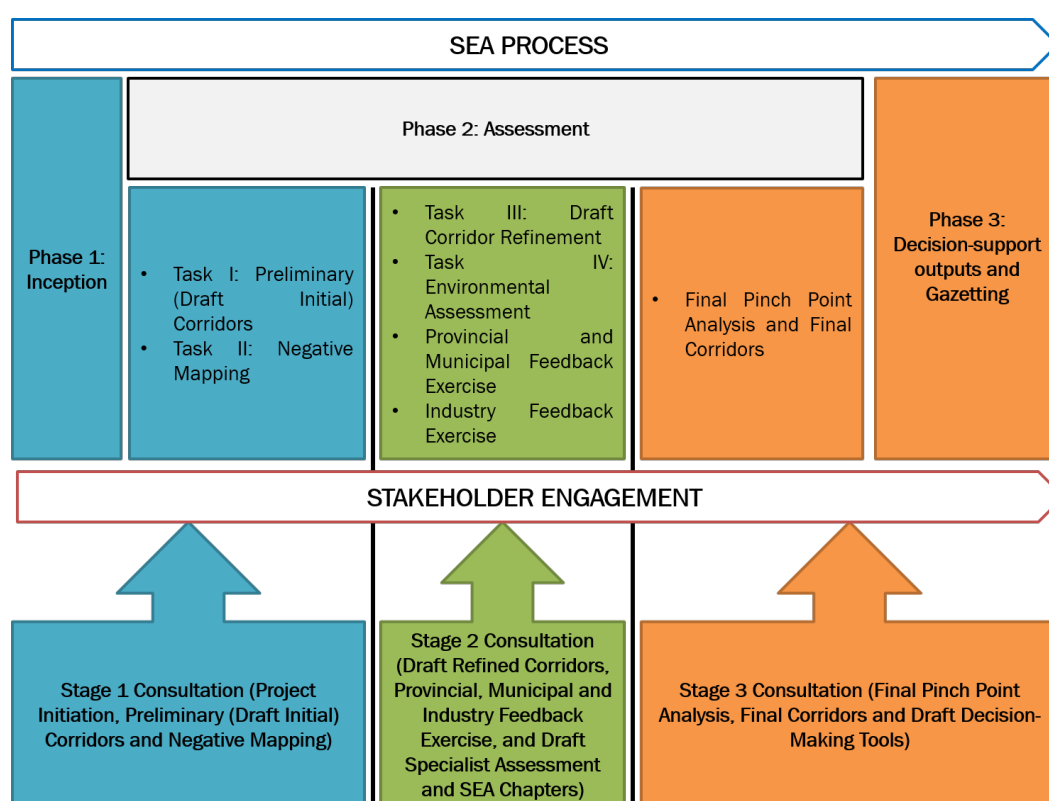 SEA PROCESS
Phase 2: Assessment
Phase 1:
Inception
• Task I: Preliminary
(Draft Initial)
Corridors
• Task II: Negative
Mapping
• Task III: Draft
Corridor Refinement
• Task IV:
Environmental
Assessment
• Provincial and
Municipal Feedback
Exercise
• Industry Feedback
Exercise
• Final Pinch Point
Analysis and Final
Corridors
Phase 3:
Decision-support
outputs and
Gazetting
STAKEHOLDER ENGAGEMENT
Stage 1 Consultation (Project
Initiation, Preliminary (Draft Initial)
Corridors and Negative Mapping)
Stage 2 Consultation
(Draft Refined Corridors,
Provincial, Municipal and
Industry Feedback
Exercise, and Draft
Specialist Assessment
and SEA Chapters)
Stage 3 Consultation (Final Pinch Point
Analysis, Final Corridors and Draft Decision-
Making Tools)